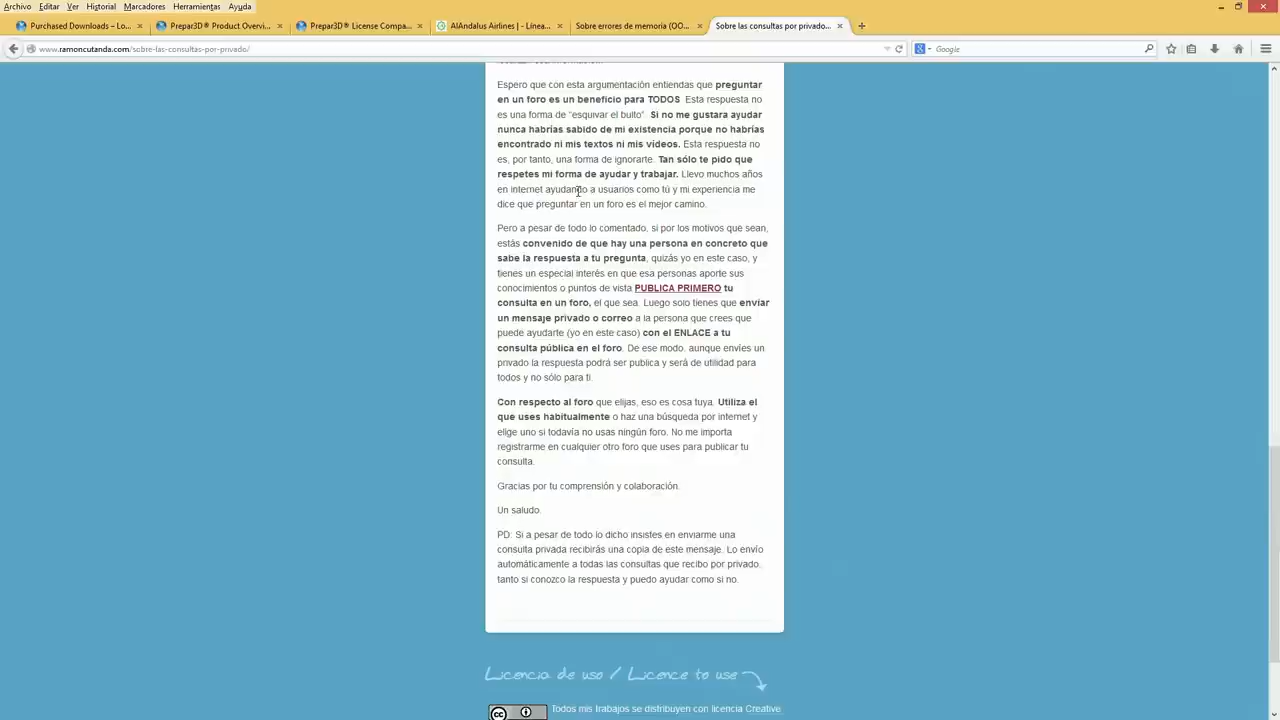 Archivo Editar Ver Historial Marcadores Herramientas Ayuda
Purchased Downloads – Lo... Prepar3D® Product Overvi... Prepar3D® License Compa... AlAndalus Airlines | - Línea... Sobre errores de memoria (OO... Sobre las consultas por privado...
www.ramoncutanda.com/sobre-las-consultas-por-privado/ Google
Espero que con esta argumentación entiendas que preguntar
en un foro es un beneficio para TODOS. Esta respuesta no
es una forma de "esquivar el bulto". Si no me gustara ayudar
nunca habrías sabido de mi existencia porque no habrías
encontrado ni mis textos ni mis vídeos. Esta respuesta no
es, por tanto, una forma de ignorarte. Tan sólo te pido que
respetes mi forma de ayudar y trabajar. Llevo muchos años
en internet ayudando a usuarios como tú y mi experiencia me
dice que preguntar en un foro es el mejor camino.
Pero a pesar de todo lo comentado, si por los motivos que sean,
estás convenido de que hay una persona en concreto que
sabe la respuesta a tu pregunta, quizás yo en este caso, y
tienes un especial interés en que esa personas aporte sus
conocimientos o puntos de vista PUBLICA PRIMERO tu
consulta en un foro, el que sea. Luego solo tienes que envíar
un mensaje privado o correo a la persona que crees que
puede ayudarte (yo en este caso) con el ENLACE a tu
consulta pública en el foro. De ese modo, aunque envíes un
privado la respuesta podrá ser publica y será de utilidad para
todos y no sólo para ti.
Con respecto al foro que elijas, eso es cosa tuya. Utiliza el
que uses habitualmente o haz una búsqueda por internet y
elige uno si todavía no usas ningún foro. No me importa
registrarme en cualquier otro foro que uses para publicar tu
consulta.
Gracias por tu comprensión y colaboración.
Un saludo.
PD: Si a pesar de todo lo dicho insistes en enviarme una
consulta privada recibirás una copia de este mensaje. Lo envío
automáticamente a todas las consultas que recibo por privado,
tanto si conozco la respuesta y puedo ayudar como si no.
Licencia de uso / Licence to use
Todos mis trabajos se distribuyen con licencia Creative